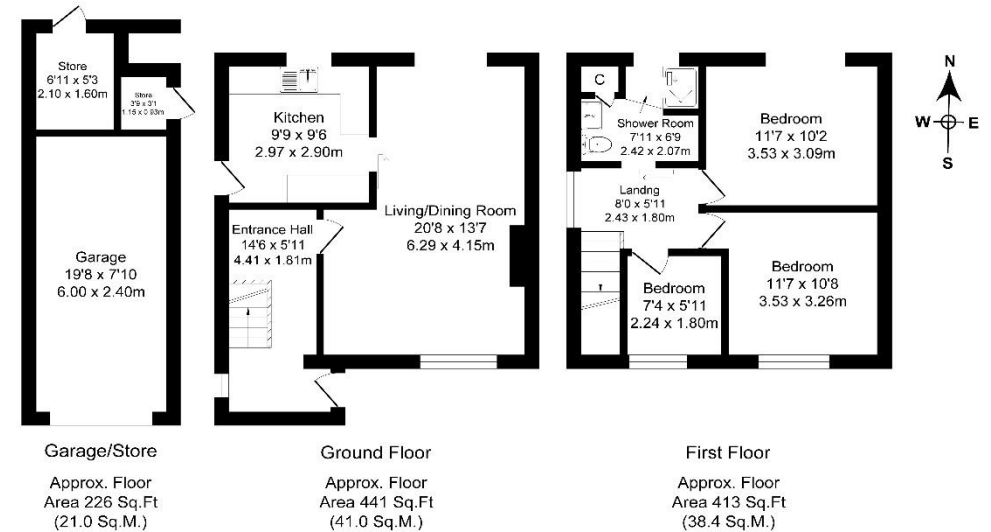 Store
6'11 x 5'3
2.10 x 1.60m
Store
3'9 x 3'1
1.15 x 0.93m
Garage
19'8 x 7'10
6.00 x 2.40m
Garage/Store
Approx. Floor
Area 226 Sq.Ft
(21.0 Sq.M.)
Kitchen
9'9 x 9'6
2.97 x 2.90m
Living/Dining Room
20'8 x 13'7
6.29 x 4.15m
Entrance Hall
14'6 x 5'11
4.41 x 1.81m
Ground Floor
Approx. Floor
Area 441 Sq.Ft
(41.0 Sq.M.)
C
Shower Room
7'11 x 6'9
2.42 x 2.07m
Bedroom
11'7 x 10'2
3.53 x 3.09m
Landng
8'0 x 5'11
2.43 x 1.80m
Bedroom
7'4 x 5'11
2.24 x 1.80m
Bedroom
11'7 x 10'8
3.53 x 3.26m
First Floor
Approx. Floor
Area 413 Sq.Ft
(38.4 Sq.M.)
N
W E
S